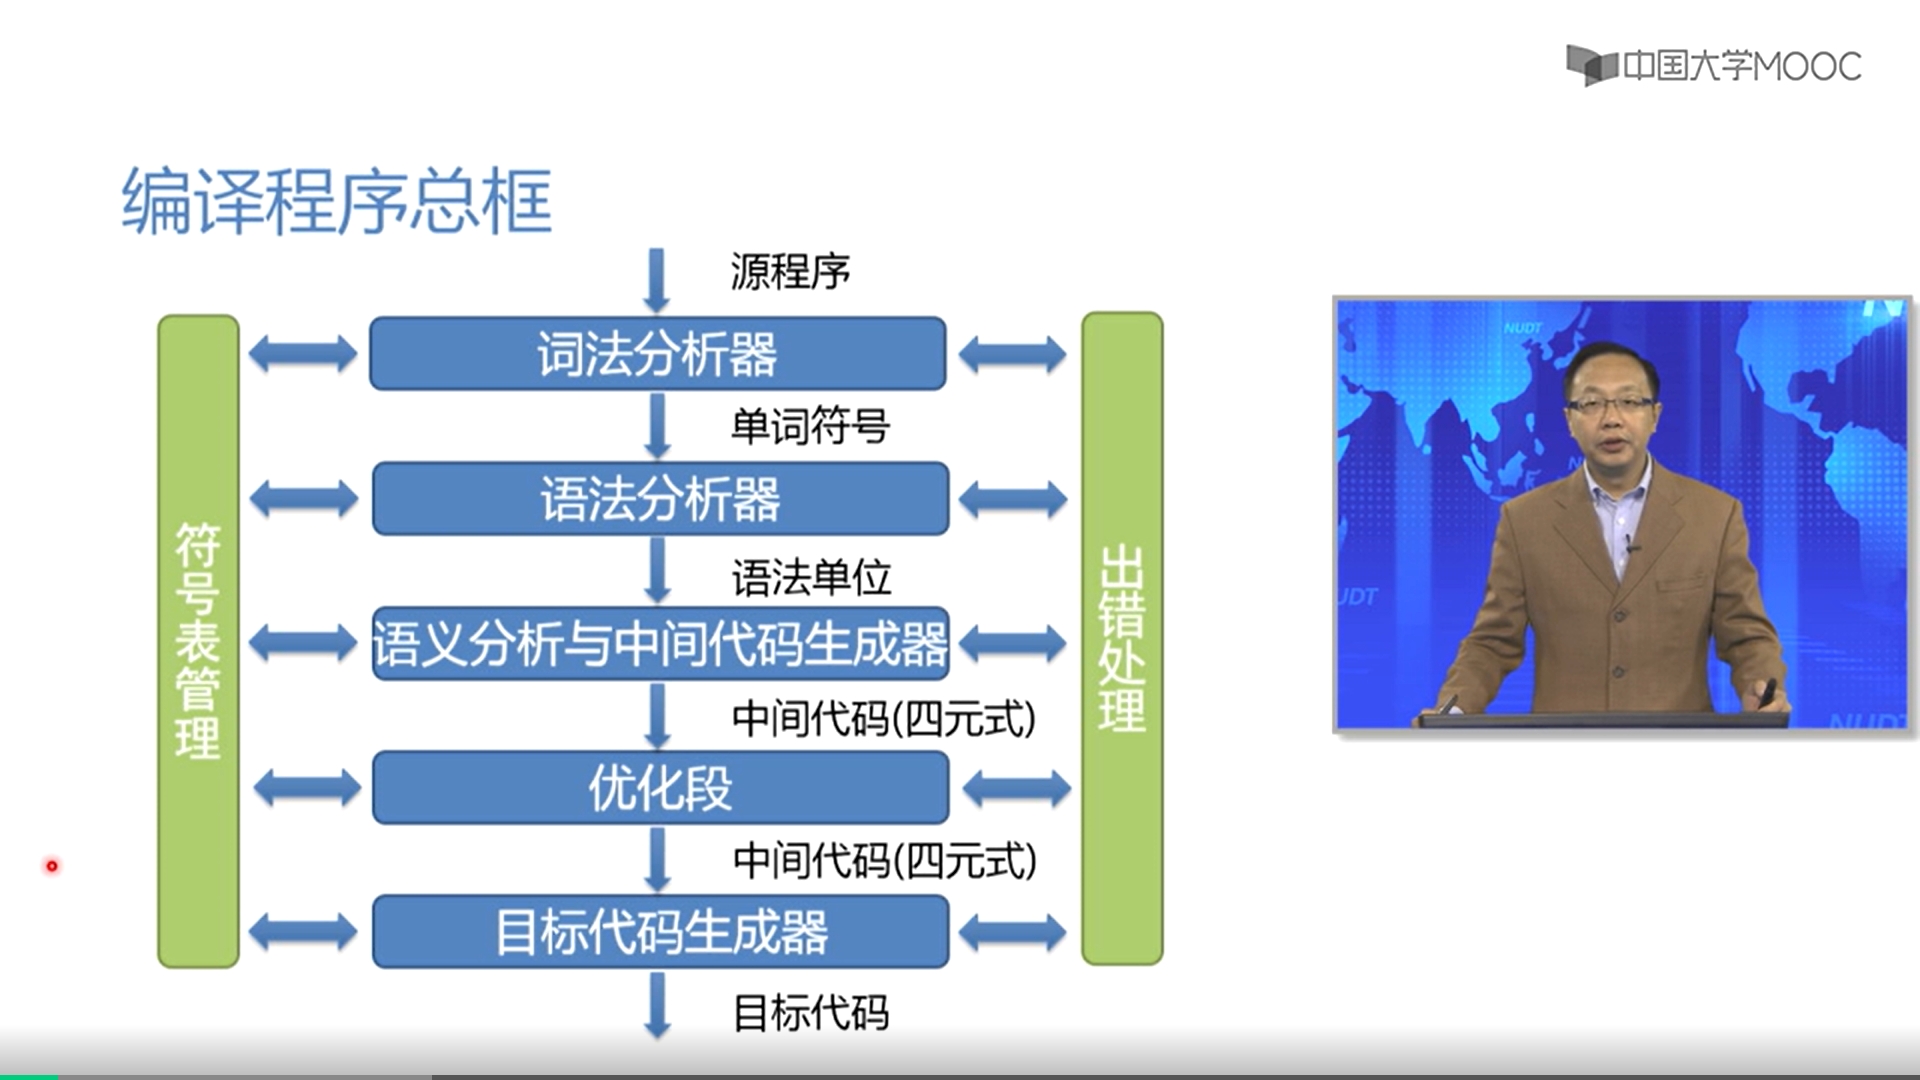 中国大学MOOC
编译程序总框
源程序
词法分析器
单词符号
语法分析器
语法单位
语义分析与中间代码生成器
中间代码(四元式)
优化段
中间代码(四元式)
目标代码生成器
目标代码
符号表管理
出错处理
NUDT
UDT
NUDT